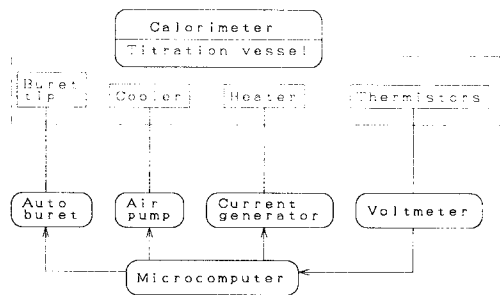 Calorimeter
Titration vessel
Buret
tip
Cooler
Heater
Thermistors
Auto
buret
Air
pump
Current
generator
Voltmeter
Microcomputer